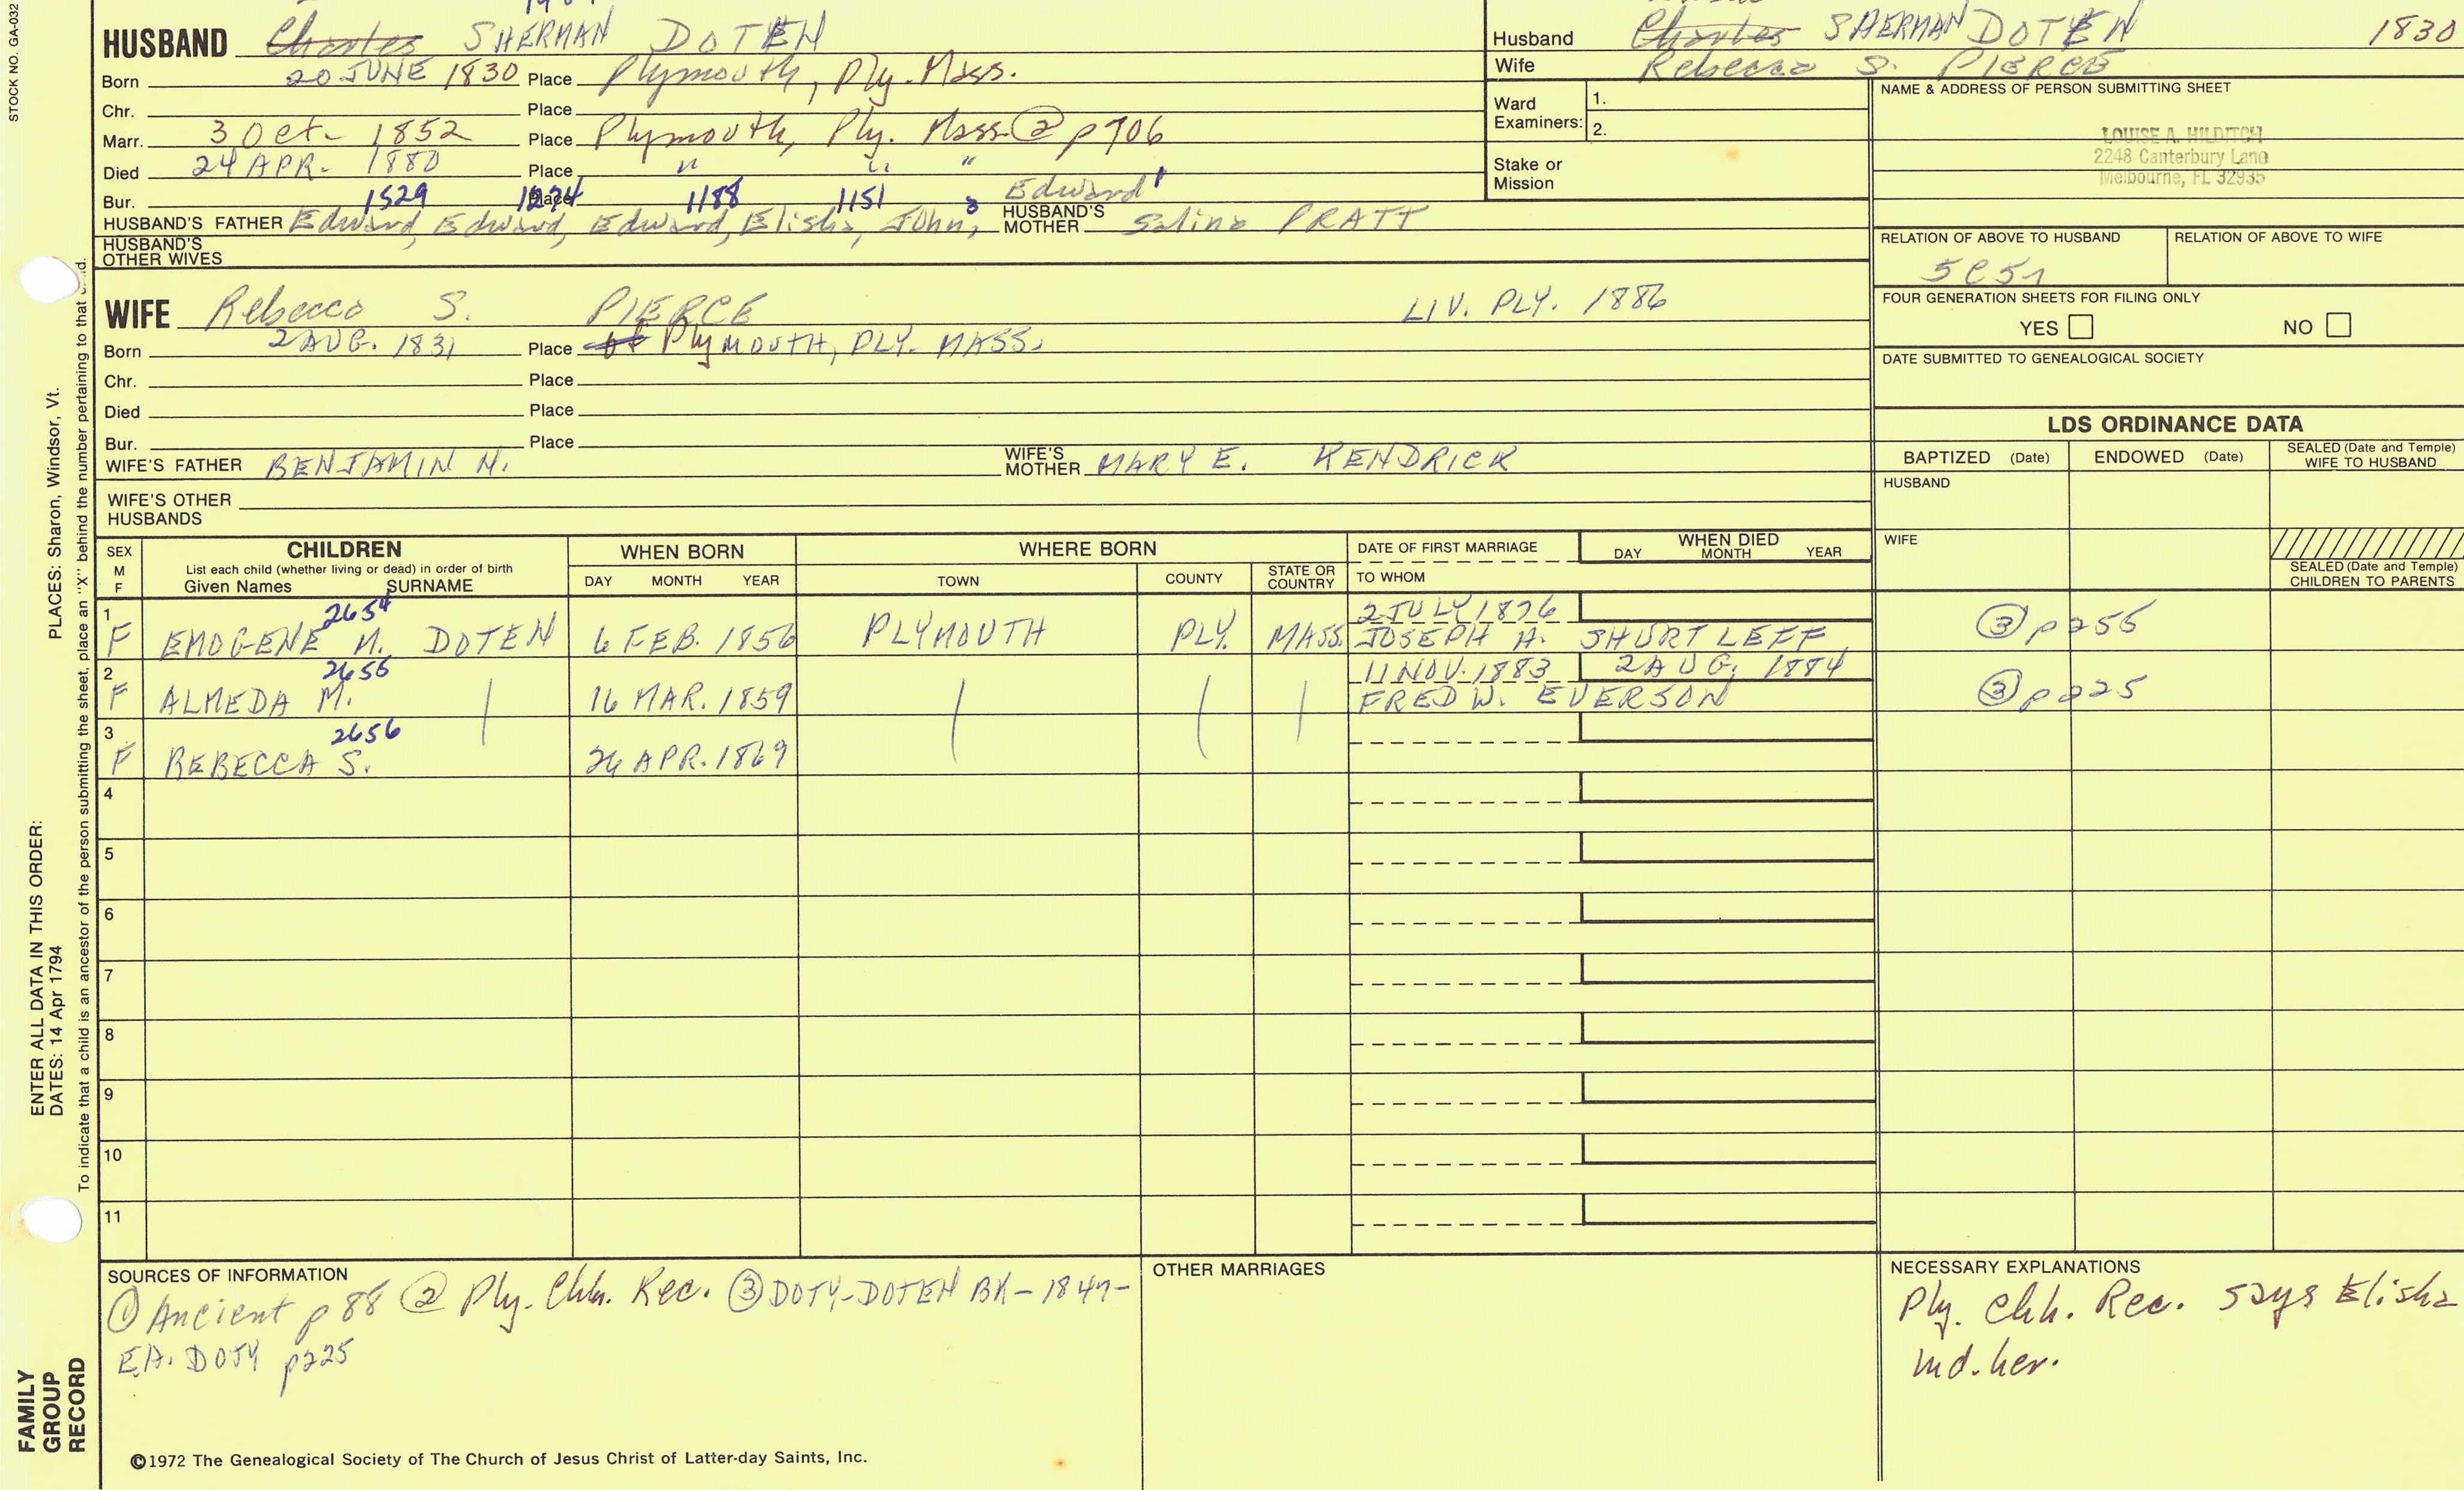 STOCK NO. GA-032
HUSBAND Charles SHERMAN DOTEN
Born 20 JUNE 1830 Place Plymouth, Ply. Mass.
Chr. Place
Marr. 3 Oct- 1852 Place Plymouth, Ply. Mass ② p706
Died 24 APR. 1880 Place " " "
Bur. 1529 1274 Place 1188 1151 8 Edward'
HUSBAND'S FATHER Edward, Edward, Edward, Elisha, John, HUSBAND'S MOTHER Salina PRATT
HUSBAND'S OTHER WIVES
WIFE Rebecca S. PIERCE LIV. PLY. 1886
Born 2 AUG. 1831 Place of Plymouth, PLY. MASS.
Chr. Place
Died Place
Bur. Place
WIFE'S FATHER BENJAMIN N. WIFE'S MOTHER MARY E. KENDRICK
WIFE'S OTHER HUSBANDS
Husband Charles SHERMAN DOTEN 1830
Wife Rebecca S. PIERCE
Ward Examiners: 1.
2.
Stake or Mission
NAME & ADDRESS OF PERSON SUBMITTING SHEET
LOUISE A. HILDITCH
2248 Canterbury Lane
Melbourne, FL 32935
RELATION OF ABOVE TO HUSBAND RELATION OF ABOVE TO WIFE
5C5r
FOUR GENERATION SHEETS FOR FILING ONLY
YES NO
DATE SUBMITTED TO GENEALOGICAL SOCIETY
LDS ORDINANCE DATA
BAPTIZED (Date) ENDOWED (Date) SEALED (Date and Temple) WIFE TO HUSBAND
HUSBAND
WIFE
SEALED (Date and Temple) CHILDREN TO PARENTS
SEX M F
CHILDREN
List each child (whether living or dead) in order of birth
Given Names SURNAME
WHEN BORN
DAY MONTH YEAR
WHERE BORN
TOWN COUNTY STATE OR COUNTRY
DATE OF FIRST MARRIAGE
TO WHOM
WHEN DIED
DAY MONTH YEAR
1 2654 2 JULY 1876
F EMOGENE M. DOTEN 6 FEB. 1856 PLYMOUTH PLY. MASS. JOSEPH A. SHURTLEFF ③ p255
2 2655 11 NOV. 1883 2 AUG. 1884
F ALMEDA M. 16 MAR. 1859 FRED W. EVERSON ③ p225
3 2656
F REBECCA S. 24 APR. 1869
4
5
6
7
8
9
10
11
SOURCES OF INFORMATION
① Ancient p 88 ② Ply. Chh. Rec. ③ DOTY-DOTEN BK - 1847-
EA. DOTY p225
OTHER MARRIAGES
NECESSARY EXPLANATIONS
Ply. Chh. Rec. says Elisha
md. her.
©1972 The Genealogical Society of The Church of Jesus Christ of Latter-day Saints, Inc.
PLACES: Sharon, Windsor, Vt.
To indicate that a child is an ancestor of the person submitting the sheet, place an "X" behind the number pertaining to that
ENTER ALL DATA IN THIS ORDER:
DATES: 14 Apr 1794
FAMILY
GROUP
RECORD